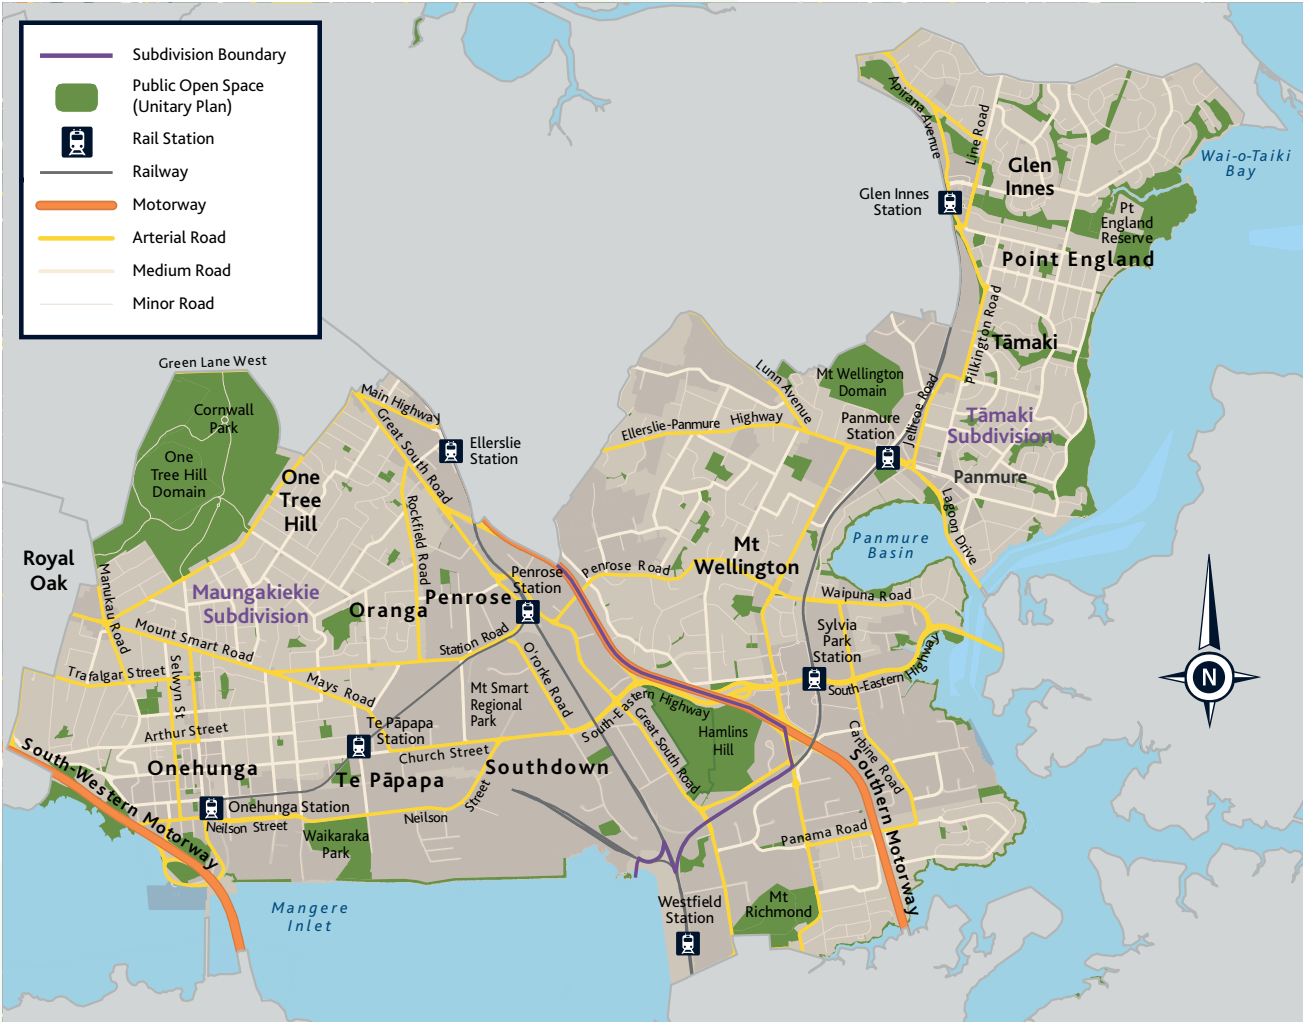 Subdivision Boundary
Public Open Space
(Unitary Plan)
Rail Station
Railway
Motorway
Arterial Road
Medium Road
Minor Road
Apirana Avenue
Line Road
Glen
Innes
Wai-o-Taiki
Bay
Glen Innes
Station
Pt
England
Reserve
Point England
Pilkington Road
Tāmaki
Green Lane West
Lunn Avenue
Mt Wellington
Domain
Jellicoe Road
Main Highway
Cornwall
Park
Great South Road
Ellerslie-Panmure Highway
Panmure
Station
Tāmaki
Subdivision
Ellerslie
Station
One
Tree Hill
Domain
One
Tree
Hill
Panmure
Rockfield Road
Lagoon Drive
Panmure
Basin
Royal
Oak
Mt
Wellington
Manukau Road
Penrose
Station
Penrose Road
Maungakiekie
Subdivision
Oranga
Penrose
Waipuna Road
Mount Smart Road
Station Road
Sylvia
Park
Station
O'rorke Road
Trafalgar Street
Selwyn St
Mays Road
Mt Smart
Regional
Park
South-Eastern Highway
South-Eastern Highway
Great South Road
Hamlins
Hill
Arthur Street
Te Pāpapa
Station
Church Street
Carbine Road
South-Western Motorway
Onehunga
Te Pāpapa
Southdown
Southern Motorway
Onehunga Station
Neilson Street
Neilson
Street
Waikaraka
Park
Panama Road
Mangere
Inlet
Westfield
Station
Mt
Richmond
N